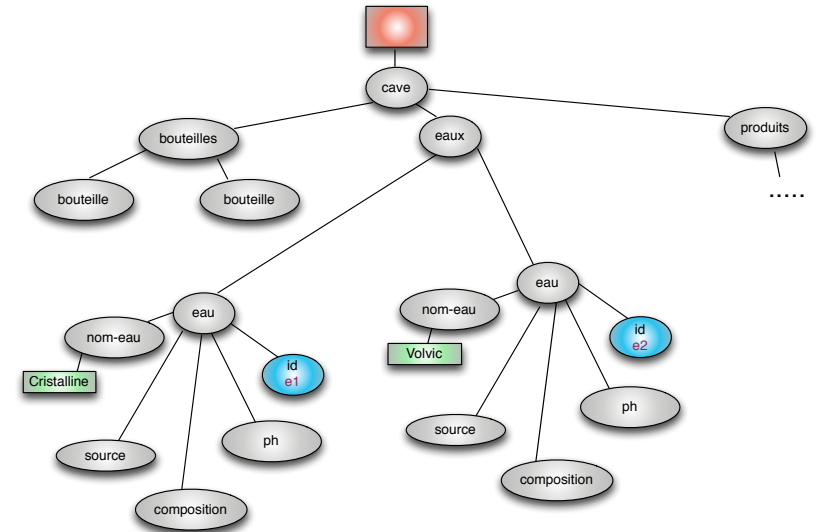 cave
bouteilles
eaux
produits
bouteille
bouteille
.....
eau
nom-eau
Cristalline
id
e1
source
ph
composition
eau
nom-eau
Volvic
id
e2
source
ph
composition